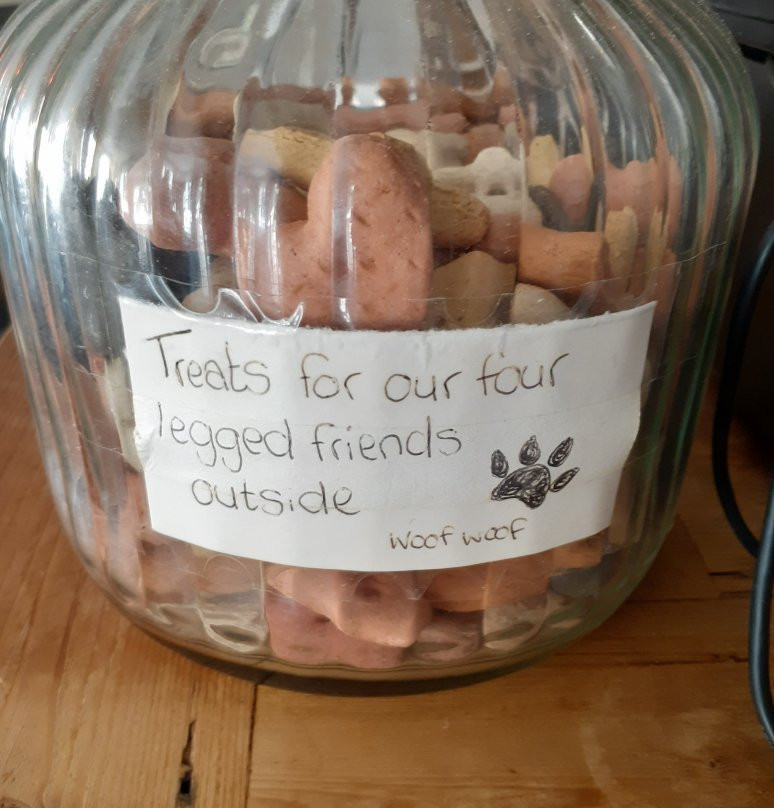 Treats for our four
legged friends
outside
woof woof